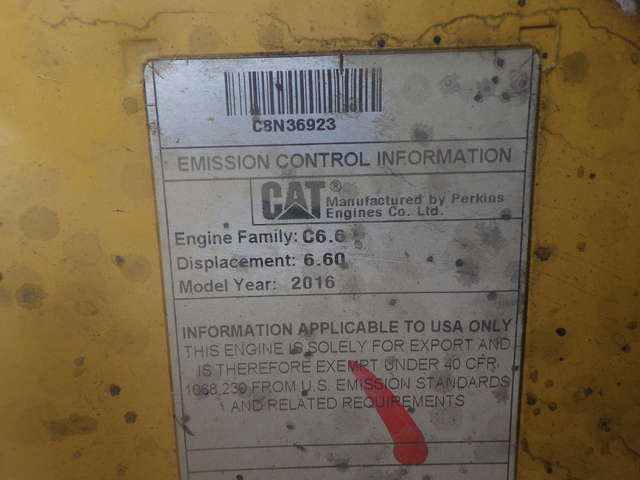 C8N36923
EMISSION CONTROL INFORMATION
CAT® Manufactured by Perkins
Engines Co. Ltd.
Engine Family: C6.6
Displacement: 6.60
Model Year: 2016
INFORMATION APPLICABLE TO USA ONLY
THIS ENGINE IS SOLELY FOR EXPORT AND
IS THEREFORE EXEMPT UNDER 40 CFR
1068.230 FROM U.S. EMISSION STANDARDS
AND RELATED REQUIREMENTS